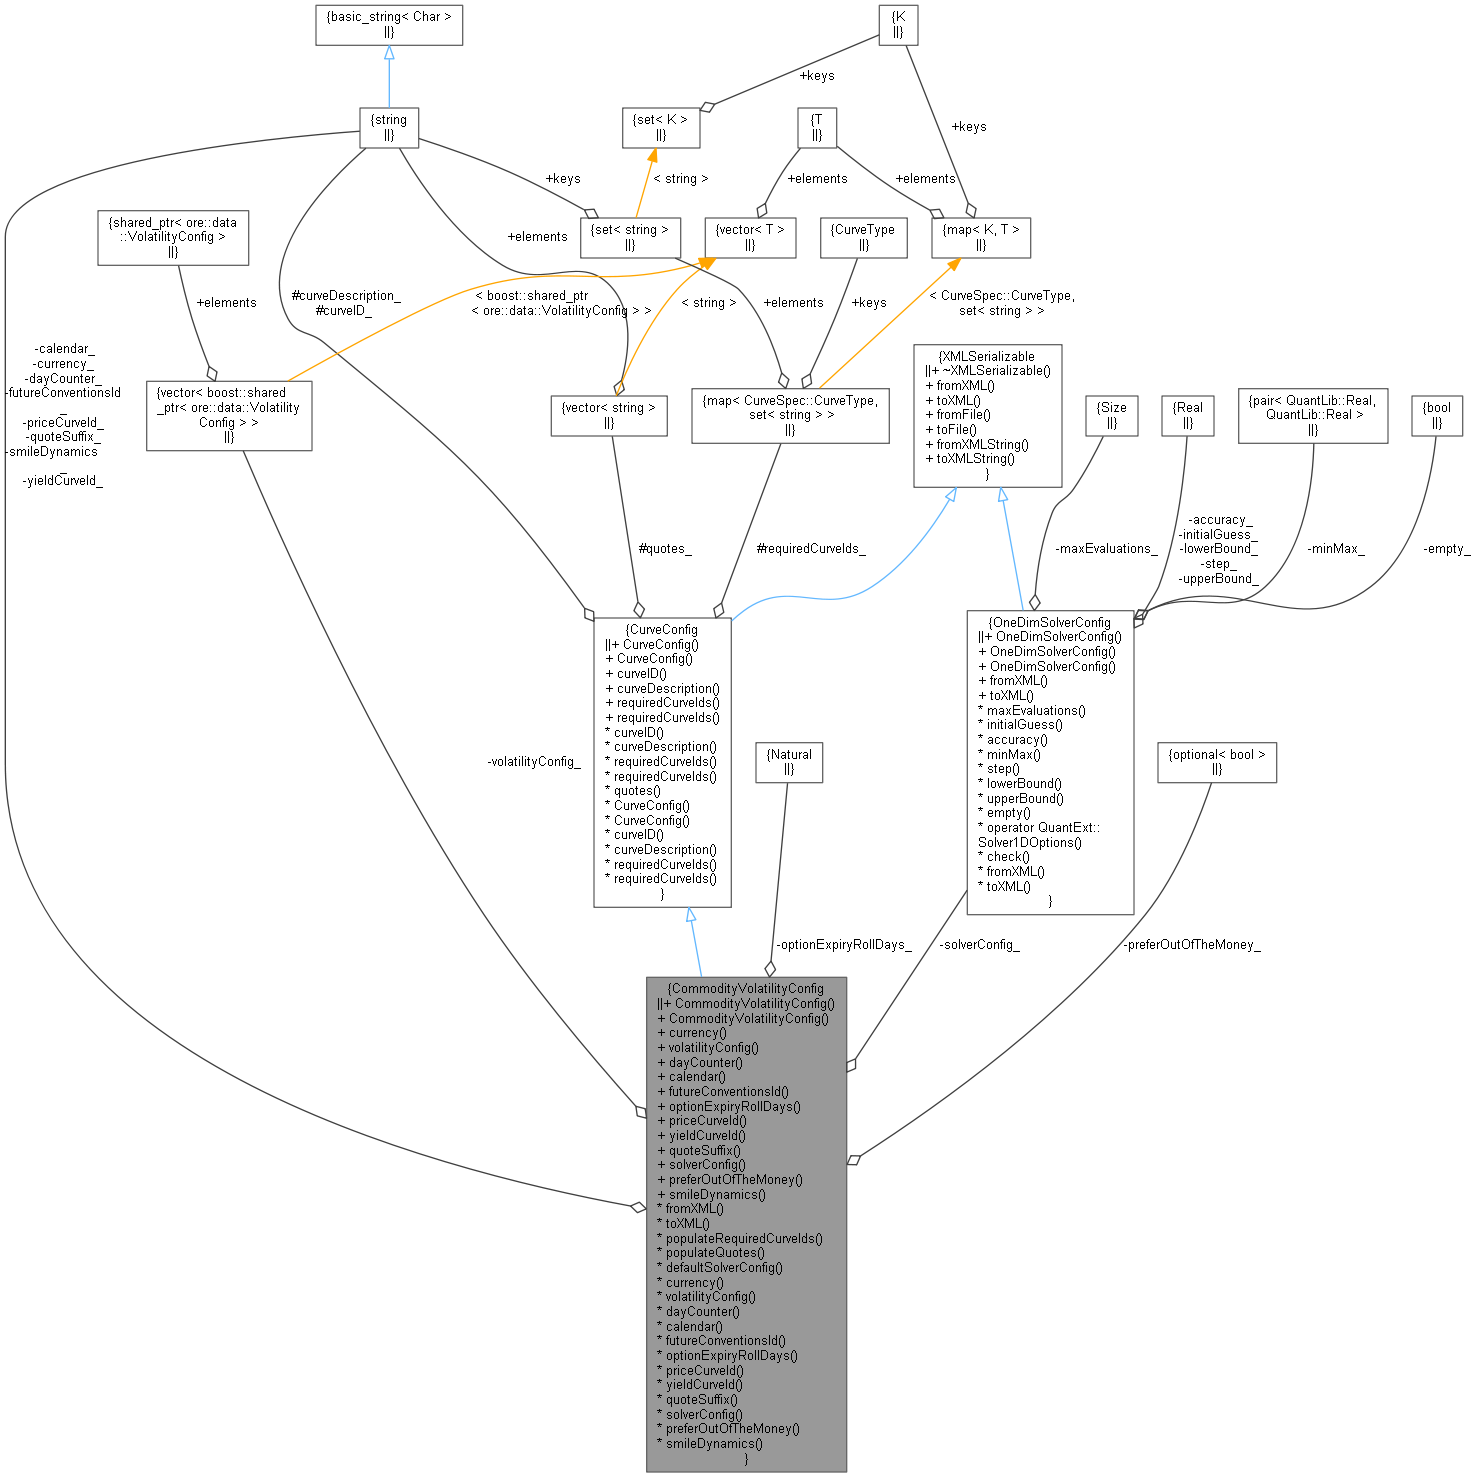 {basic_string< Char >
||}
{K
||}
+keys
{string
||}
{set< K >
||}
{T
||}
+keys
+keys
< string >
+elements
+elements
{shared_ptr< ore::data
::VolatilityConfig >
||}
{set< string >
||}
{vector< T >
||}
{CurveType
||}
{map< K, T >
||}
+elements
+elements
#curveDescription_
#curveID_
< boost::shared_ptr
< ore::data::VolatilityConfig > >
< string >
+elements
+keys
< CurveSpec::CurveType,
set< string > >
-calendar_
-currency_
-dayCounter_
-futureConventionsId
_
-priceCurveId_
-quoteSuffix_
-smileDynamics
_
-yieldCurveId_
{vector< boost::shared
_ptr< ore::data::Volatility
Config > >
||}
{vector< string >
||}
{map< CurveSpec::CurveType,
set< string > >
||}
{XMLSerializable
||+ ~XMLSerializable()
+ fromXML()
+ toXML()
+ fromFile()
+ toFile()
+ fromXMLString()
+ toXMLString()
}
{Size
||}
{Real
||}
{pair< QuantLib::Real,
QuantLib::Real >
||}
{bool
||}
#quotes_
#requiredCurveIds_
-maxEvaluations_
-accuracy_
-initialGuess_
-lowerBound_
-step_
-upperBound_
-minMax_
-empty_
{CurveConfig
||+ CurveConfig()
+ CurveConfig()
+ curveID()
+ curveDescription()
+ requiredCurveIds()
+ requiredCurveIds()
* curveID()
* curveDescription()
* requiredCurveIds()
* requiredCurveIds()
* quotes()
* CurveConfig()
* CurveConfig()
* curveID()
* curveDescription()
* requiredCurveIds()
* requiredCurveIds()
}
{OneDimSolverConfig
||+ OneDimSolverConfig()
+ OneDimSolverConfig()
+ OneDimSolverConfig()
+ fromXML()
+ toXML()
* maxEvaluations()
* initialGuess()
* accuracy()
* minMax()
* step()
* lowerBound()
* upperBound()
* empty()
* operator QuantExt::
Solver1DOptions()
* check()
* fromXML()
* toXML()
}
-volatilityConfig_
{Natural
||}
{optional< bool >
||}
-optionExpiryRollDays_
-solverConfig_
-preferOutOfTheMoney_
{CommodityVolatilityConfig
||+ CommodityVolatilityConfig()
+ CommodityVolatilityConfig()
+ currency()
+ volatilityConfig()
+ dayCounter()
+ calendar()
+ futureConventionsId()
+ optionExpiryRollDays()
+ priceCurveId()
+ yieldCurveId()
+ quoteSuffix()
+ solverConfig()
+ preferOutOfTheMoney()
+ smileDynamics()
* fromXML()
* toXML()
* populateRequiredCurveIds()
* populateQuotes()
* defaultSolverConfig()
* currency()
* volatilityConfig()
* dayCounter()
* calendar()
* futureConventionsId()
* optionExpiryRollDays()
* priceCurveId()
* yieldCurveId()
* quoteSuffix()
* solverConfig()
* preferOutOfTheMoney()
* smileDynamics()
}